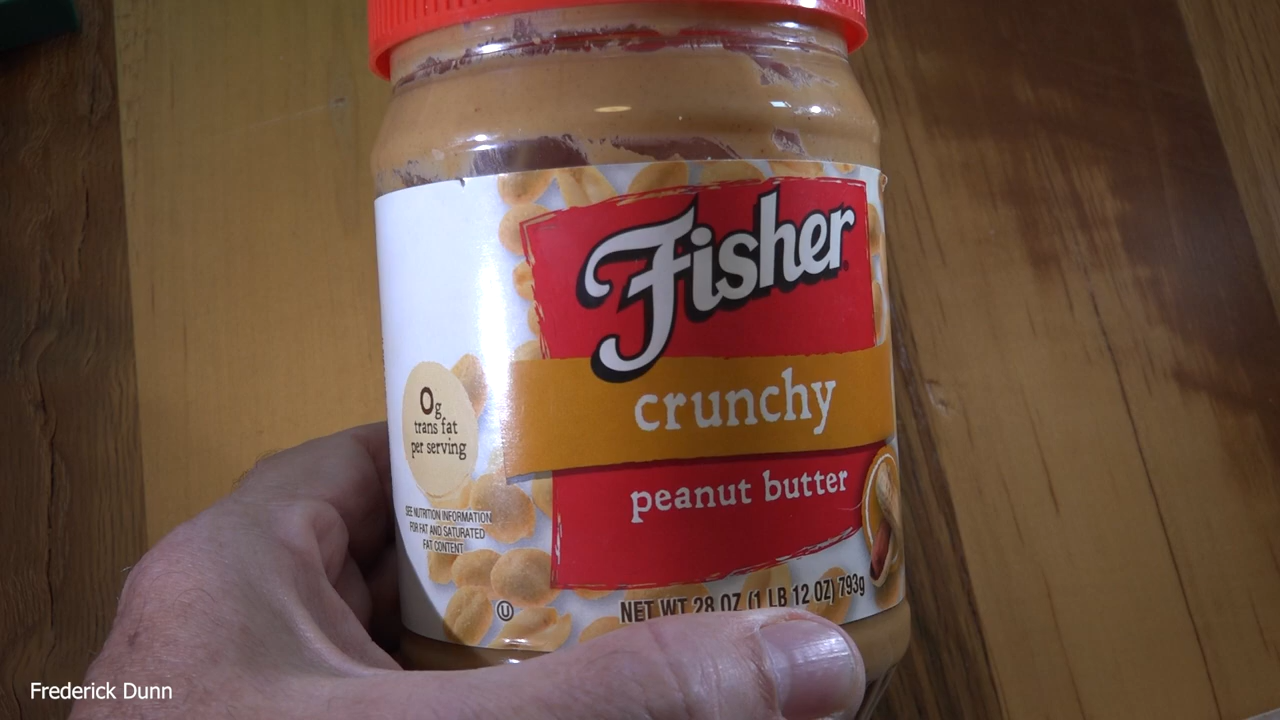 Fisher
crunchy
peanut butter
0g
trans fat
per serving
SEE NUTRITION INFORMATION
FOR FAT AND SATURATED
FAT CONTENT
U
NET WT 28 OZ (1 LB 12 OZ) 793g
Frederick Dunn